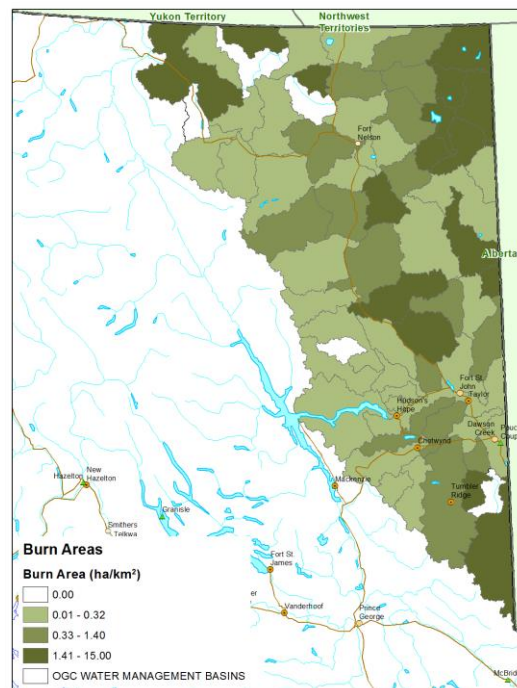 Yukon Territory
Northwest
Territories
Fort
Nelson
Alberta
Fort St.
John
Taylor
Hudson's
Hope
Dawson
Creek
Chetwynd
Tumbler
Ridge
Mackenzie
Hazelton
New
Hazelton
Granisle
Smithers
Telkwa
Fort St.
James
Vanderhoof
Prince
George
McBrid
Burn Areas
Burn Area (ha/km²)
0.00
0.01 - 0.32
0.33 - 1.40
1.41 - 15.00
OGC WATER MANAGEMENT BASINS